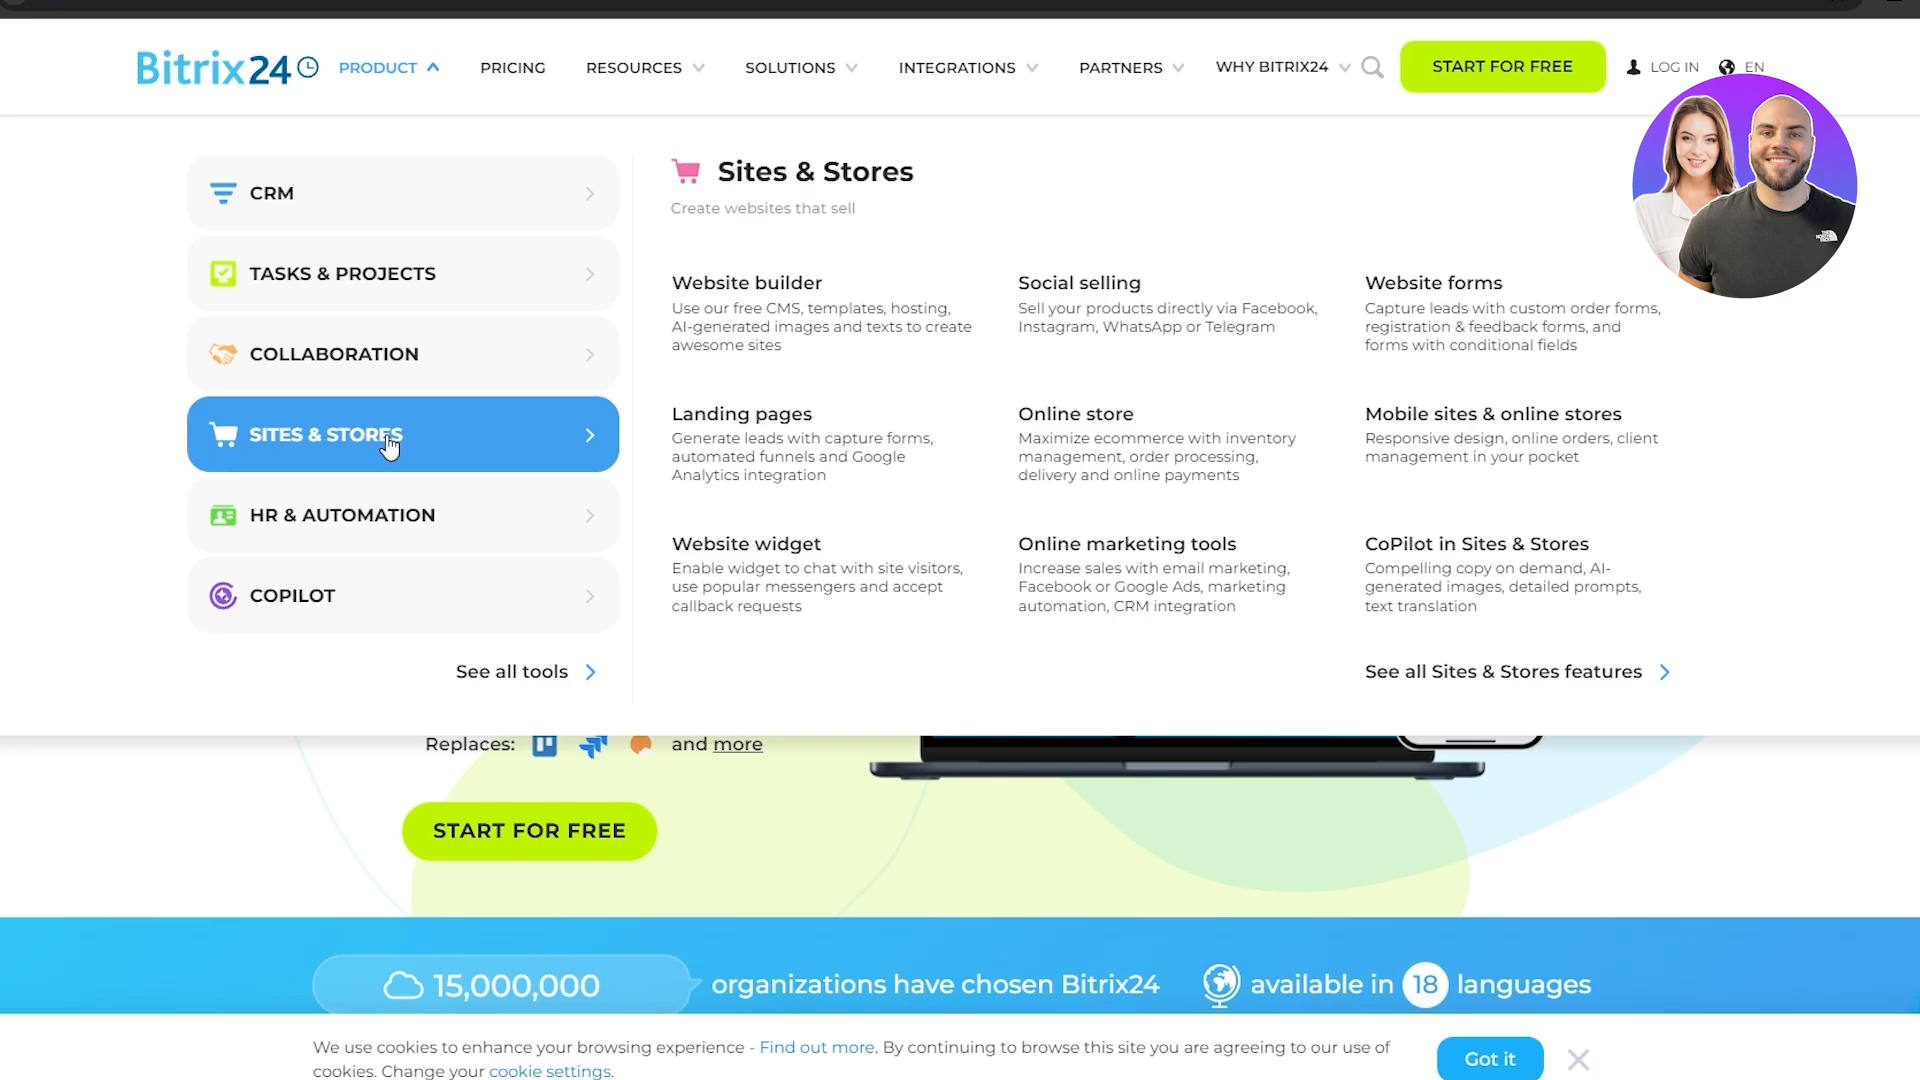 Bitrix24
PRODUCT
PRICING
RESOURCES
SOLUTIONS
INTEGRATIONS
PARTNERS
WHY BITRIX24
START FOR FREE
LOG IN
EN
CRM
TASKS & PROJECTS
COLLABORATION
SITES & STORES
HR & AUTOMATION
COPILOT
See all tools
Sites & Stores
Create websites that sell
Website builder
Use our free CMS, templates, hosting,
AI-generated images and texts to create
awesome sites
Social selling
Sell your products directly via Facebook,
Instagram, WhatsApp or Telegram
Website forms
Capture leads with custom order forms,
registration & feedback forms, and
forms with conditional fields
Landing pages
Generate leads with capture forms,
automated funnels and Google
Analytics integration
Online store
Maximize ecommerce with inventory
management, order processing,
delivery and online payments
Mobile sites & online stores
Responsive design, online orders, client
management in your pocket
Website widget
Enable widget to chat with site visitors,
use popular messengers and accept
callback requests
Online marketing tools
Increase sales with email marketing,
Facebook or Google Ads, marketing
automation, CRM integration
CoPilot in Sites & Stores
Compelling copy on demand, AI-
generated images, detailed prompts,
text translation
See all Sites & Stores features
Replaces: and more
START FOR FREE
15,000,000 organizations have chosen Bitrix24 available in 18 languages
We use cookies to enhance your browsing experience - Find out more. By continuing to browse this site you are agreeing to our use of
cookies. Change your cookie settings.
Got it